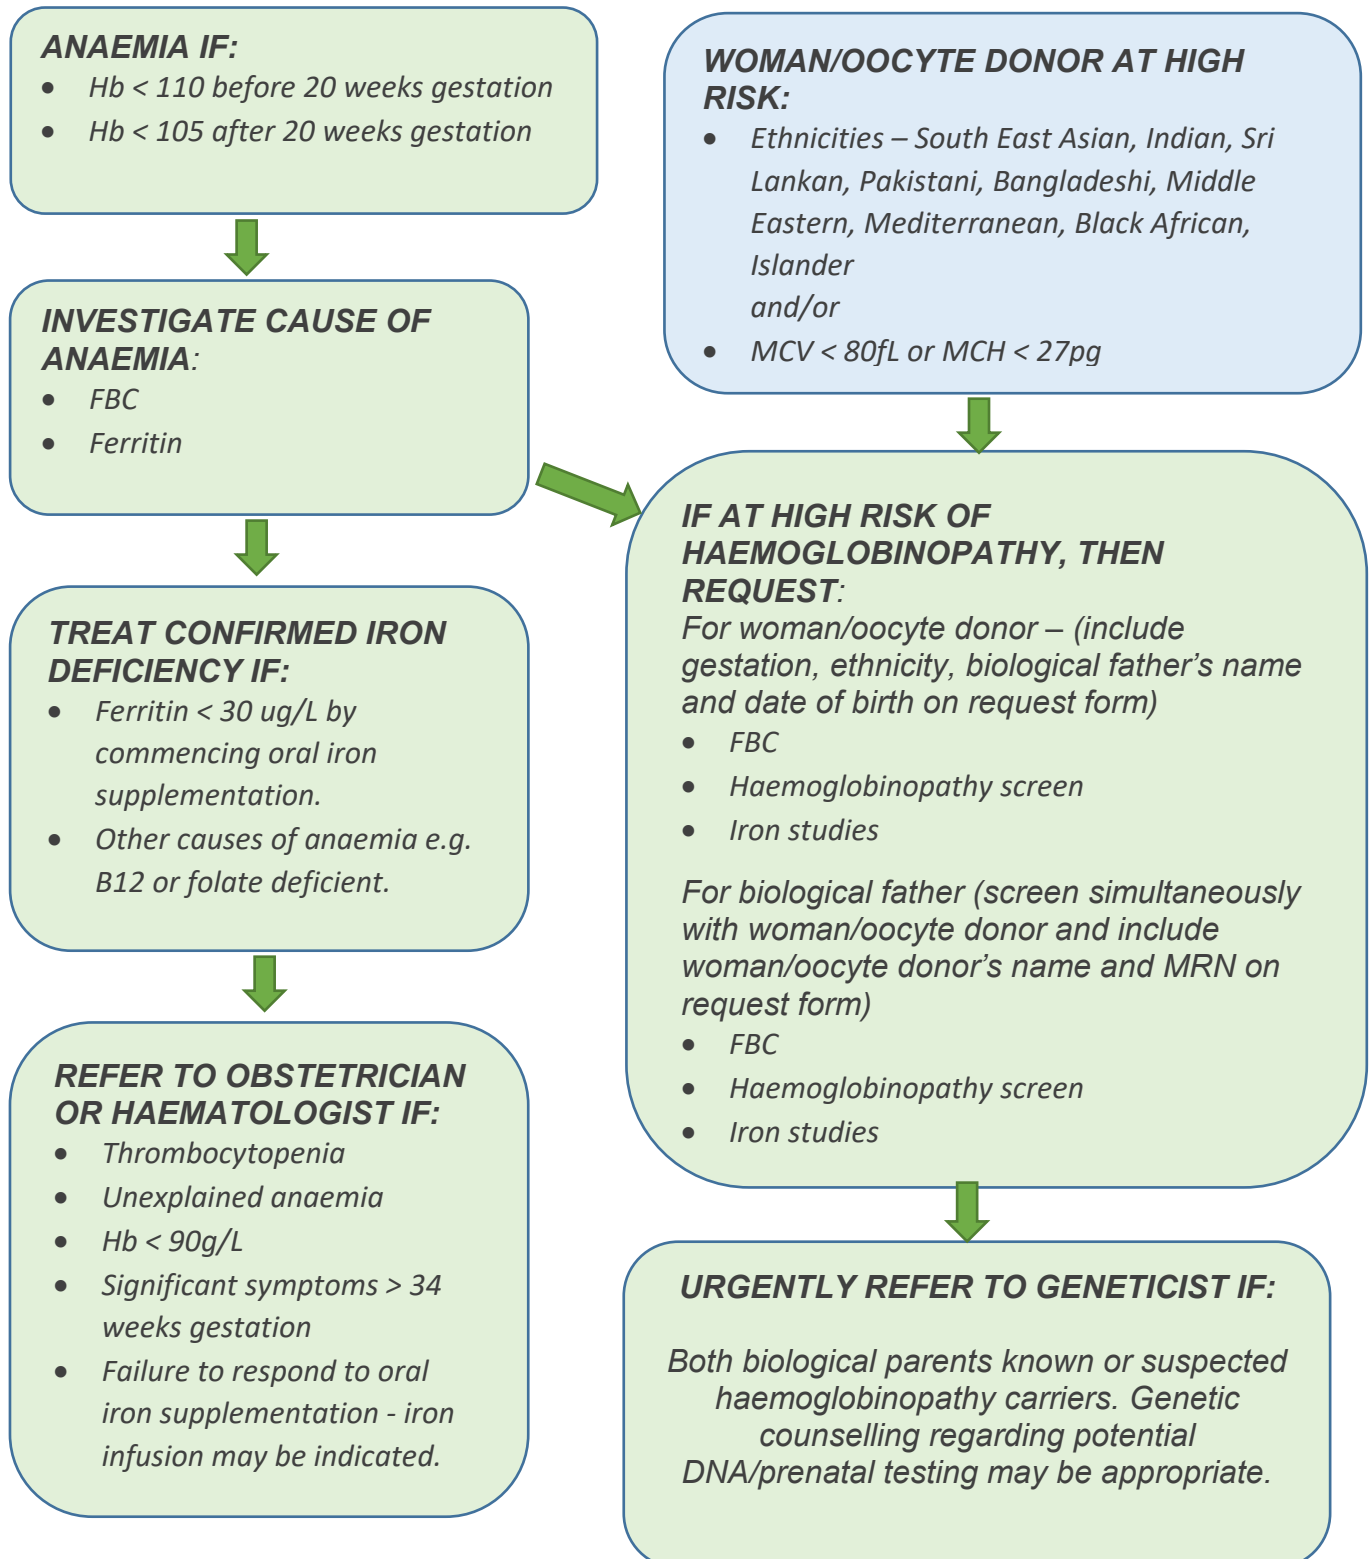 ANAEMIA IF:
• Hb < 110 before 20 weeks gestation
• Hb < 105 after 20 weeks gestation
INVESTIGATE CAUSE OF
ANAEMIA:
• FBC
• Ferritin
TREAT CONFIRMED IRON
DEFICIENCY IF:
• Ferritin < 30 ug/L by
commencing oral iron
supplementation.
• Other causes of anaemia e.g.
B12 or folate deficient.
REFER TO OBSTETRICIAN
OR HAEMATOLOGIST IF:
• Thrombocytopenia
• Unexplained anaemia
• Hb < 90g/L
• Significant symptoms > 34
weeks gestation
• Failure to respond to oral
iron supplementation - iron
infusion may be indicated.
WOMAN/OOCYTE DONOR AT HIGH
RISK:
• Ethnicities – South East Asian, Indian, Sri
Lankan, Pakistani, Bangladeshi, Middle
Eastern, Mediterranean, Black African,
Islander
and/or
• MCV < 80fL or MCH < 27pg
IF AT HIGH RISK OF
HAEMOGLOBINOPATHY, THEN
REQUEST:
For woman/oocyte donor – (include
gestation, ethnicity, biological father's name
and date of birth on request form)
• FBC
• Haemoglobinopathy screen
• Iron studies
For biological father (screen simultaneously
with woman/oocyte donor and include
woman/oocyte donor's name and MRN on
request form)
• FBC
• Haemoglobinopathy screen
• Iron studies
URGENTLY REFER TO GENETICIST IF:
Both biological parents known or suspected
haemoglobinopathy carriers. Genetic
counselling regarding potential
DNA/prenatal testing may be appropriate.